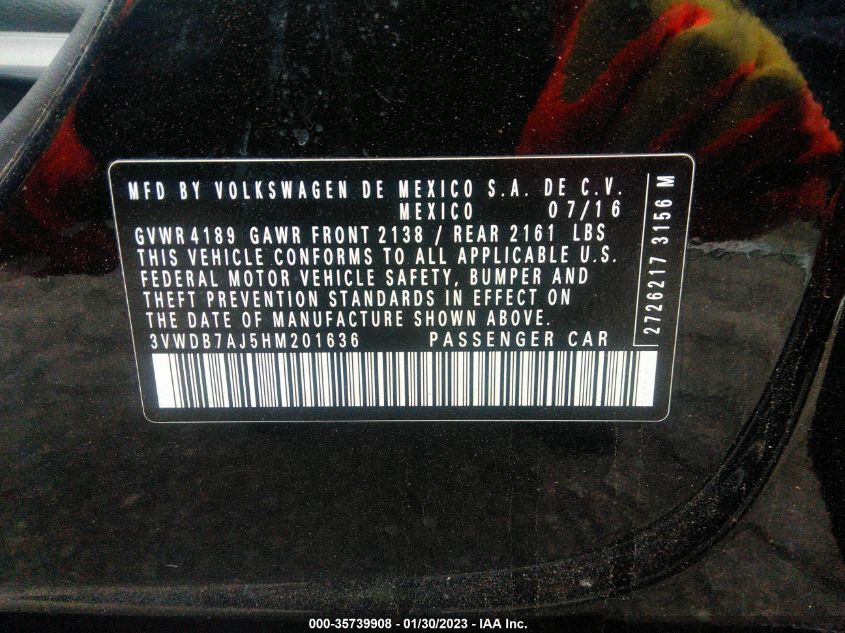 MFD BY VOLKSWAGEN DE MEXICO S.A. DE C.V.
MEXICO 07/16
GVWR 4189 GAWR FRONT 2138 / REAR 2161 LBS
THIS VEHICLE CONFORMS TO ALL APPLICABLE U.S.
FEDERAL MOTOR VEHICLE SAFETY, BUMPER AND
THEFT PREVENTION STANDARDS IN EFFECT ON
THE DATE OF MANUFACTURE SHOWN ABOVE.
3VWDB7AJ5HM201636 PASSENGER CAR
2726217 3156 M
000-35739908 - 01/30/2023 - IAA Inc.